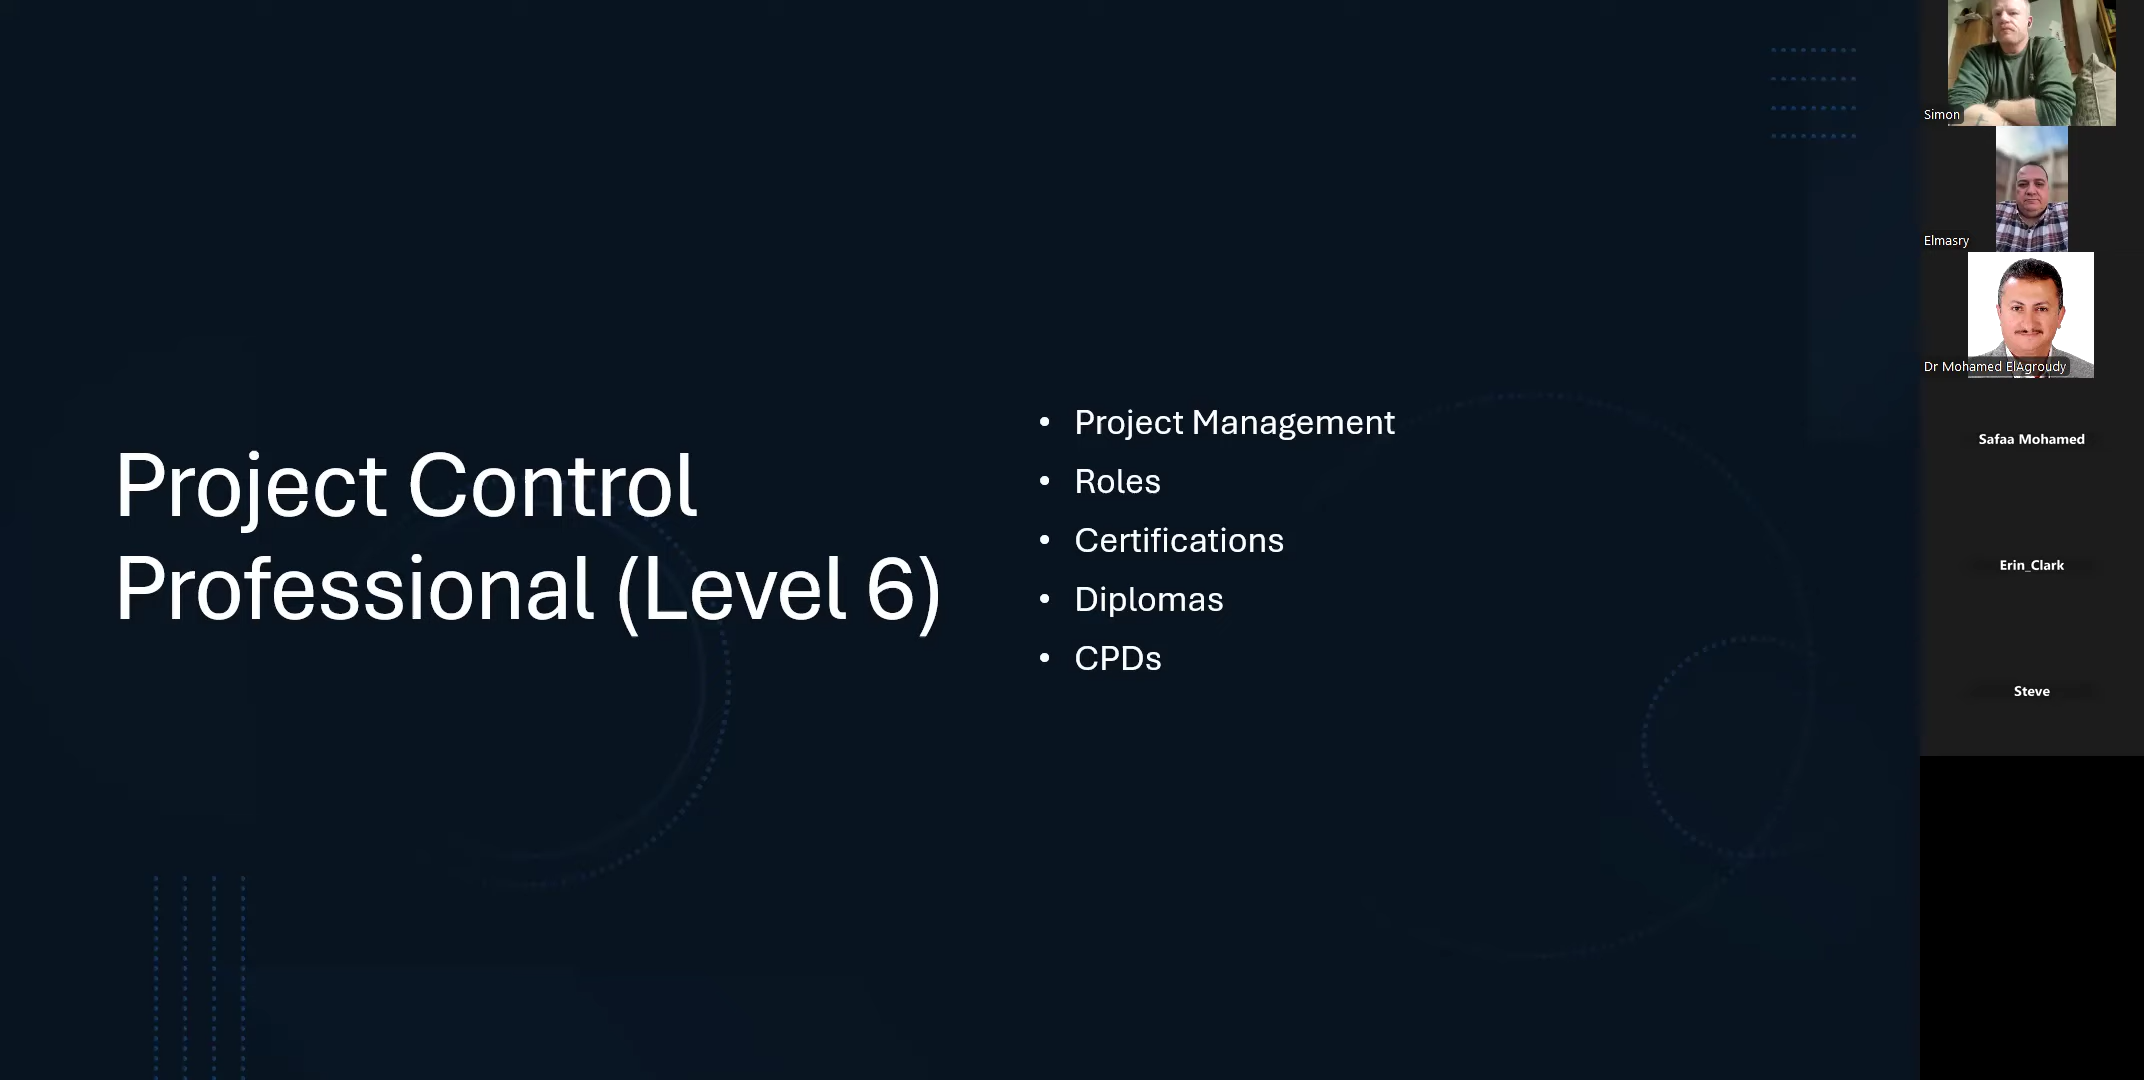 Project Control
Professional (Level 6)
• Project Management
• Roles
• Certifications
• Diplomas
• CPDs
Simon
Elmasry
Dr Mohamed ElAgroudy
Safaa Mohamed
Erin_Clark
Steve